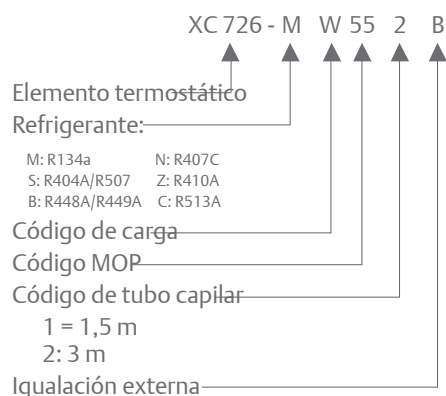 XC 726 - M W 55 2 B
Elemento termostático
Refrigerante:
M: R134a N: R407C
S: R404A/R507 Z: R410A
B: R448A/R449A C: R513A
Código de carga
Código MOP
Código de tubo capilar
1 = 1,5 m
2: 3 m
Igualación externa